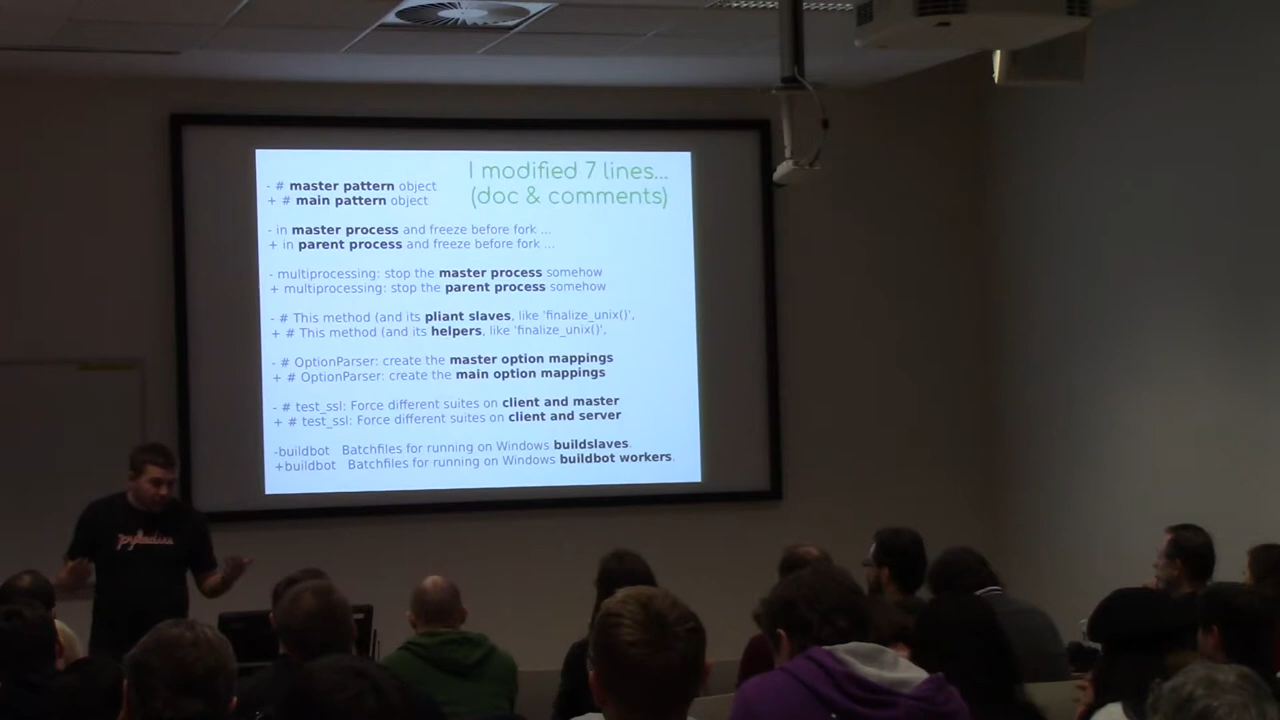 I modified 7 lines...
(doc & comments)
- # master pattern object
+ # main pattern object
- in master process and freeze before fork ...
+ in parent process and freeze before fork ...
- multiprocessing: stop the master process somehow
+ multiprocessing: stop the parent process somehow
- # This method (and its pliant slaves, like 'finalize_unix()',
+ # This method (and its helpers, like 'finalize_unix()',
- # OptionParser: create the master option mappings
+ # OptionParser: create the main option mappings
- # test_ssl: Force different suites on client and master
+ # test_ssl: Force different suites on client and server
-buildbot Batchfiles for running on Windows buildslaves.
+buildbot Batchfiles for running on Windows buildbot workers.